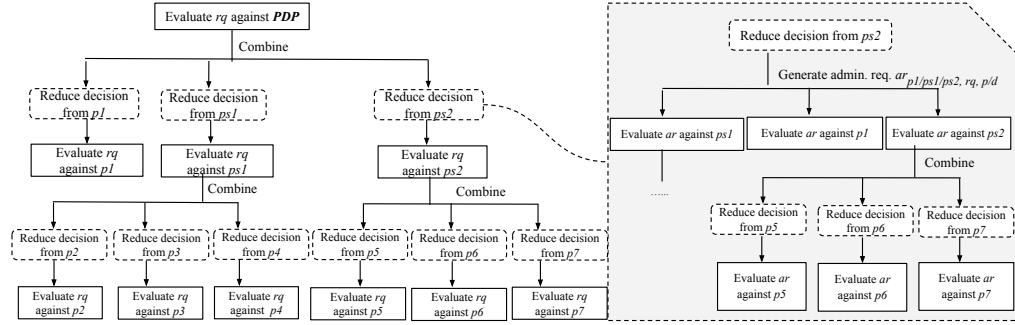 Evaluate rq against PDP
Combine
Reduce decision
from p1
Reduce decision
from ps1
Reduce decision
from ps2
Evaluate rq
against p1
Evaluate rq
against ps1
Evaluate rq
against ps2
Combine
Combine
Reduce decision
from p2
Reduce decision
from p3
Reduce decision
from p4
Reduce decision
from p5
Reduce decision
from p6
Reduce decision
from p7
Evaluate rq
against p2
Evaluate rq
against p3
Evaluate rq
against p4
Evaluate rq
against p5
Evaluate rq
against p6
Evaluate rq
against p7
Reduce decision from ps2
Generate admin. req. ar p1/ps1/ps2, rq, p/d
Evaluate ar against ps1
Evaluate ar against p1
Evaluate ar against ps2
Combine
…...
Reduce decision
from p5
Reduce decision
from p6
Reduce decision
from p7
Evaluate ar
against p5
Evaluate ar
against p6
Evaluate ar
against p7